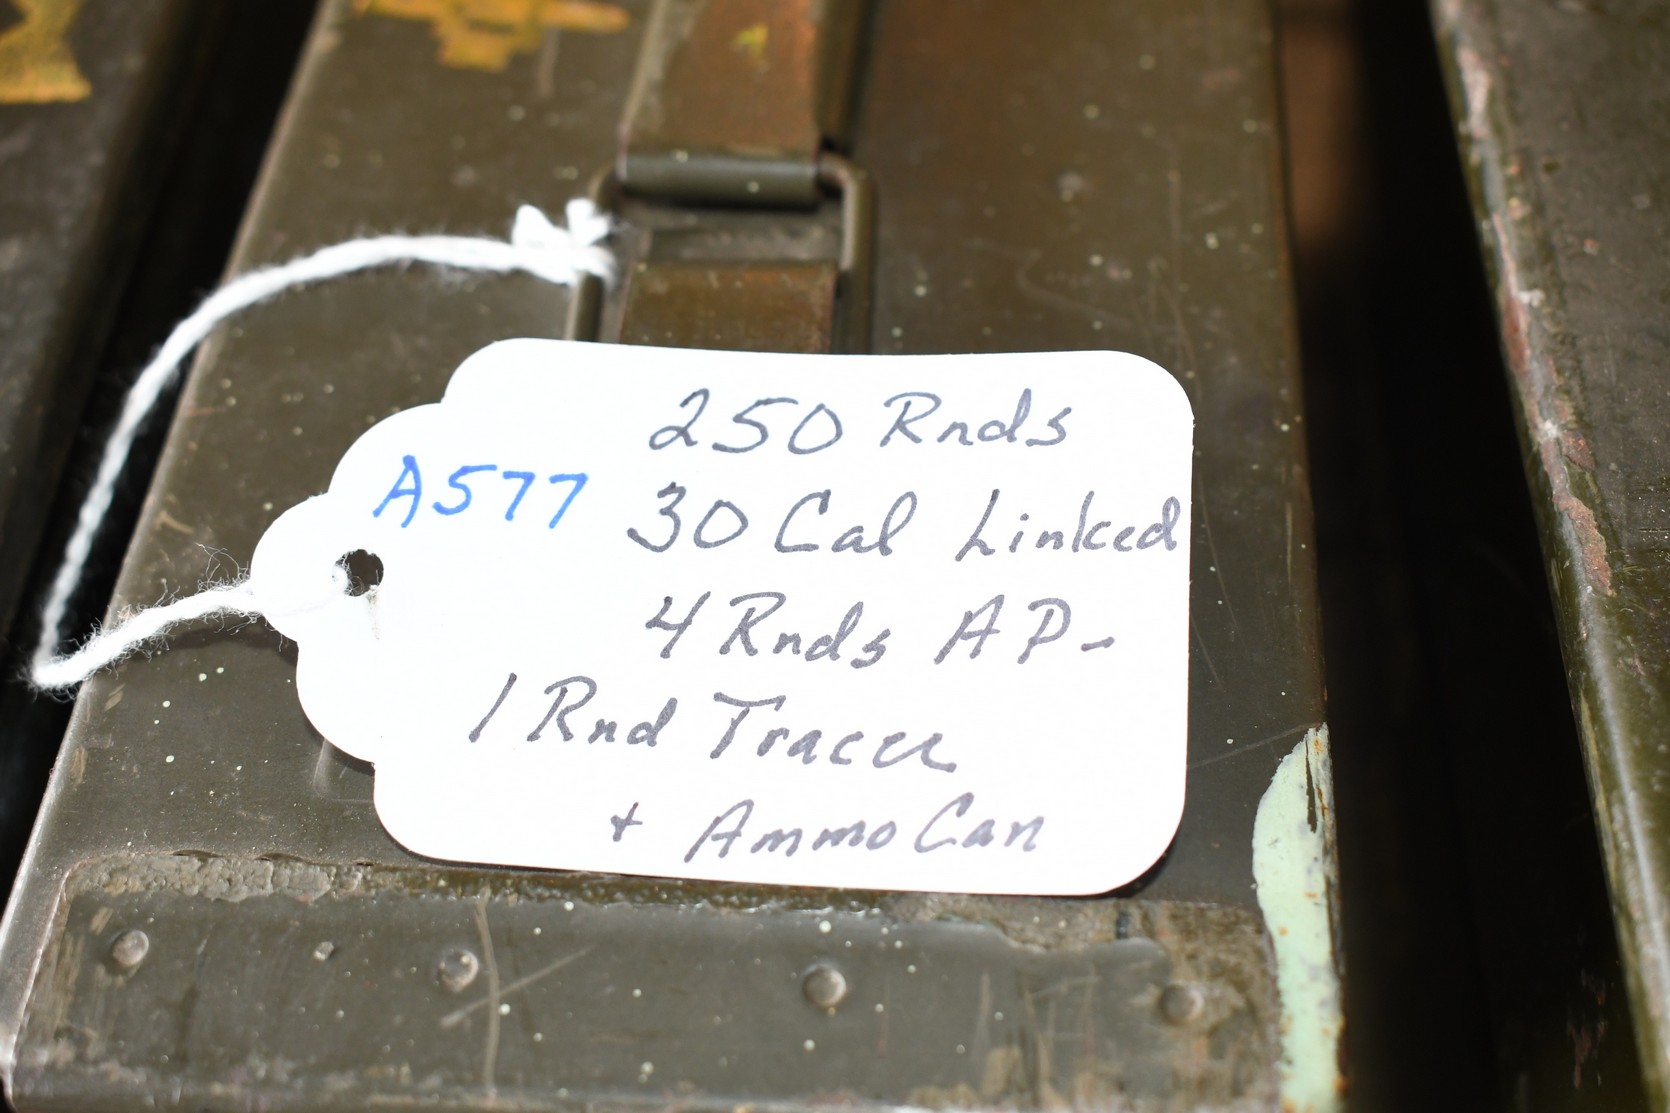 A577
250 Rnds
30 Cal Linked
4 Rnds AP-
1 Rnd Tracer
+ Ammo Can